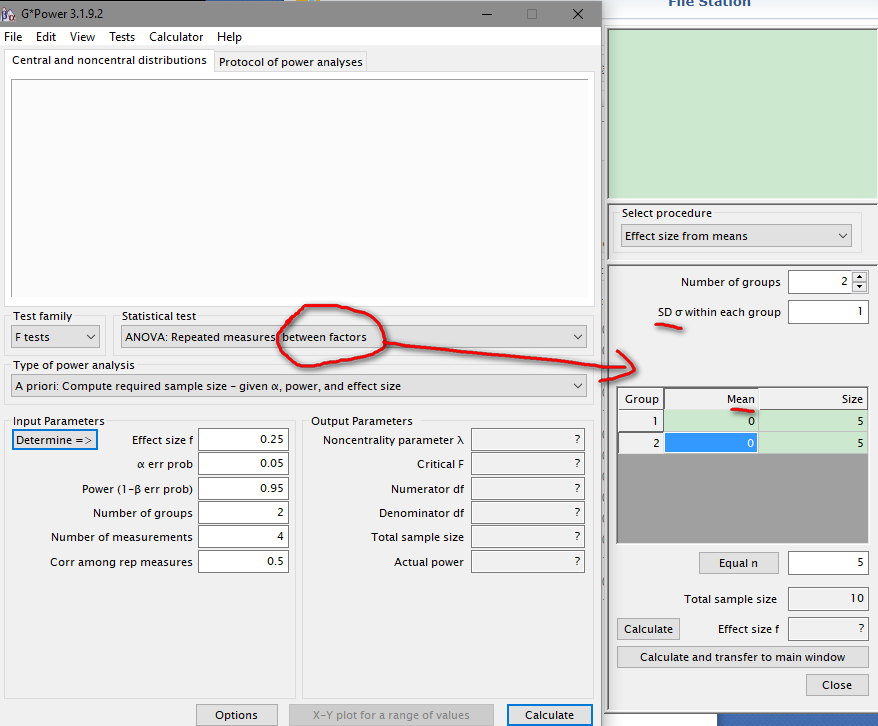 G*Power 3.1.9.2
File Edit View Tests Calculator Help
Central and noncentral distributions
Protocol of power analyses
Test family
F tests
Statistical test
ANOVA: Repeated measures, between factors
Type of power analysis
A priori: Compute required sample size – given α, power, and effect size
Input Parameters
Determine =>
Effect size f 0.25
α err prob 0.05
Power (1-β err prob) 0.95
Number of groups 2
Number of measurements 4
Corr among rep measures 0.5
Output Parameters
Noncentrality parameter λ ?
Critical F ?
Numerator df ?
Denominator df ?
Total sample size ?
Actual power ?
Options
X-Y plot for a range of values
Calculate
File Station
Select procedure
Effect size from means
Number of groups 2
SD σ within each group 1
Group Mean Size
1 0 5
2 0 5
Equal n 5
Total sample size 10
Calculate Effect size f ?
Calculate and transfer to main window
Close